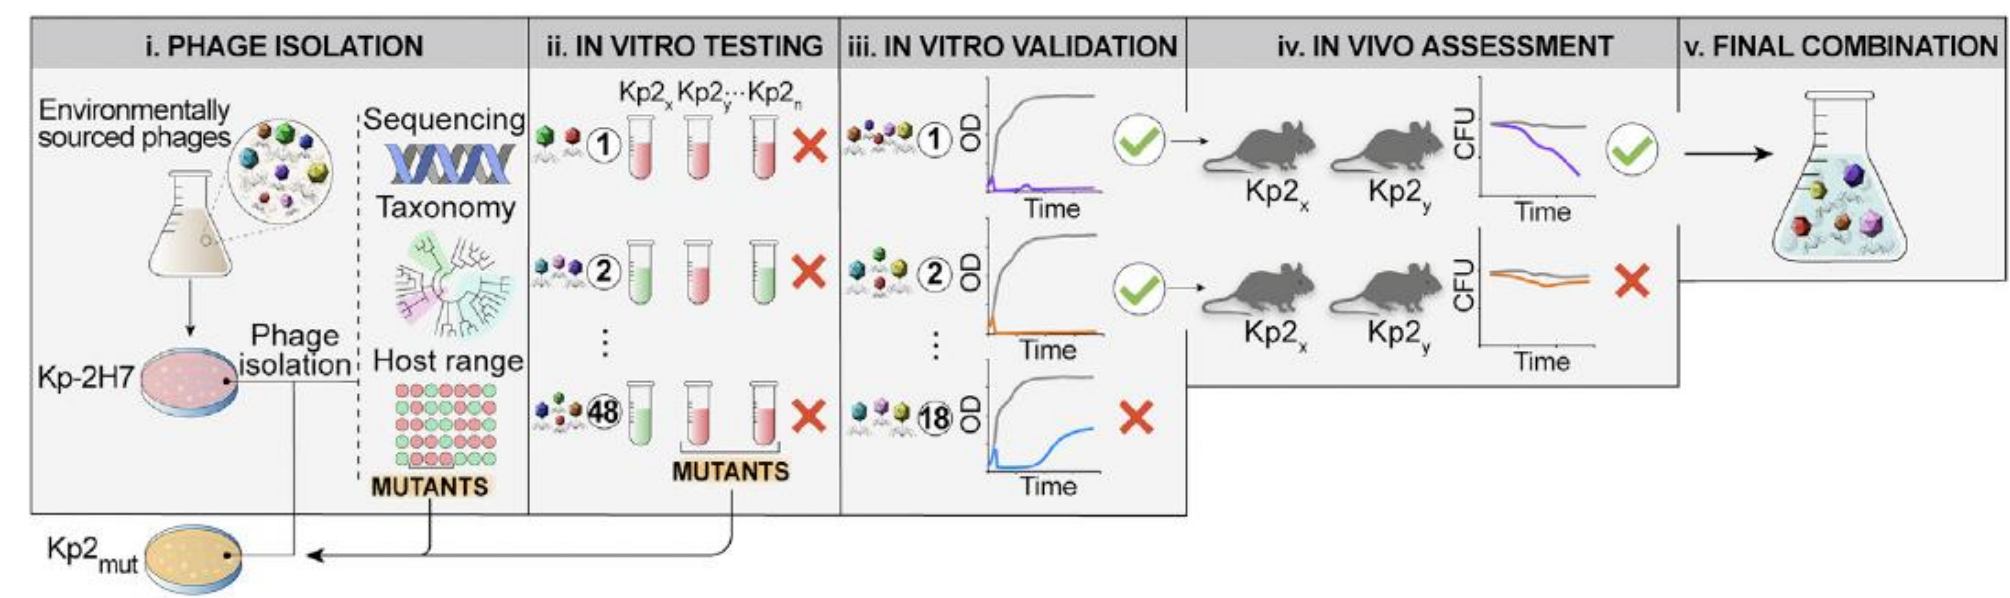 i. PHAGE ISOLATION
Environmentally
sourced phages
Kp-2H7
Phage
isolation
Sequencing
Taxonomy
Host range
MUTANTS
Kp2mut
ii. IN VITRO TESTING
Kp2x Kp2y...Kp2n
1
2
⋮
48
MUTANTS
iii. IN VITRO VALIDATION
1
OD
Time
2
OD
Time
⋮
18
OD
Time
iv. IN VIVO ASSESSMENT
Kp2x
Kp2y
CFU
Time
Kp2x
Kp2y
CFU
Time
v. FINAL COMBINATION